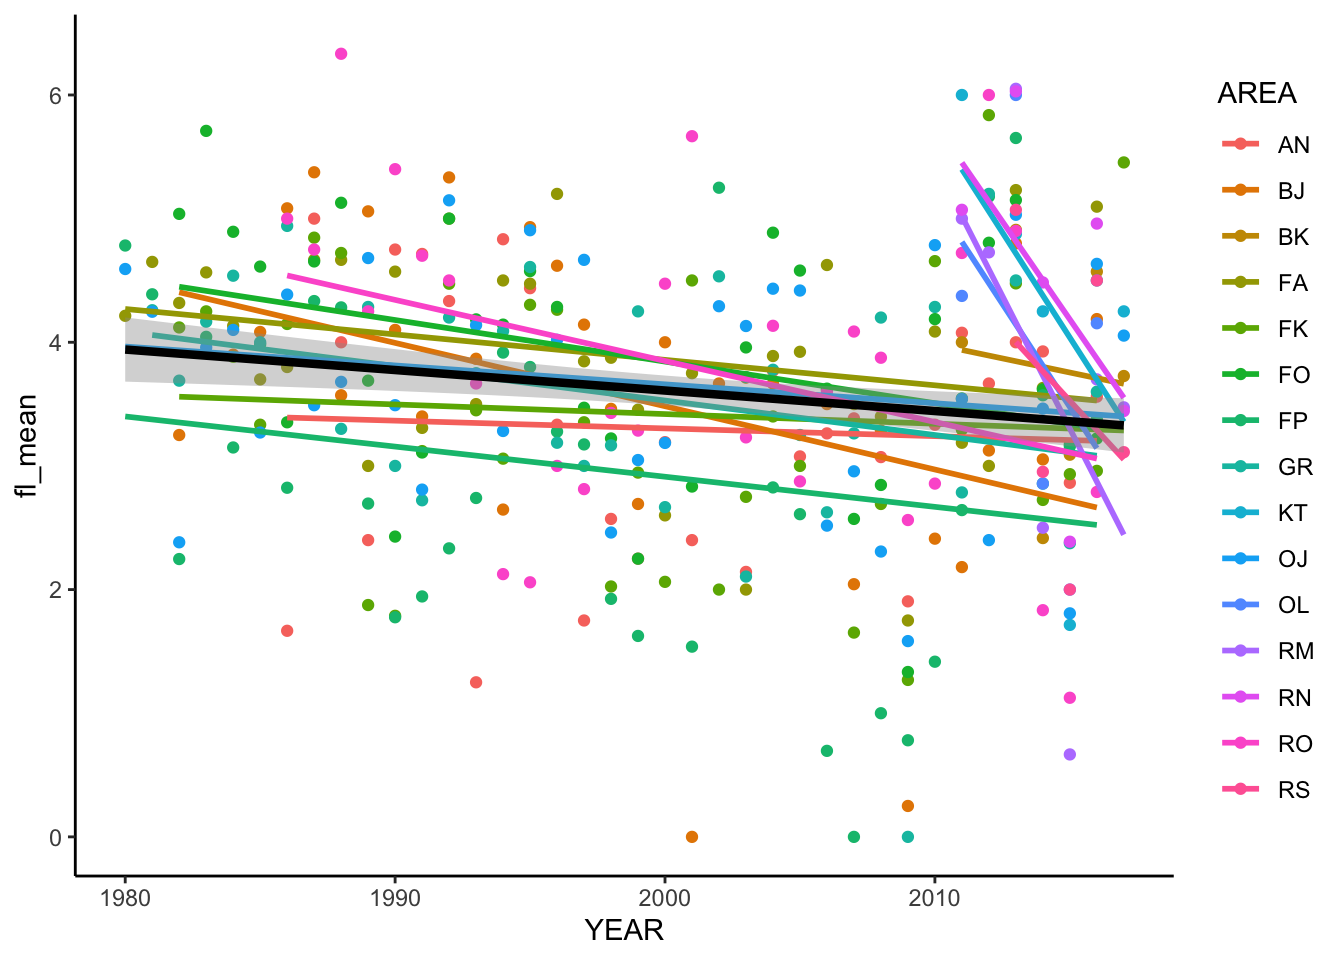 6
4
2
0
fl_mean
1980 1990 2000 2010
YEAR
AREA
AN
BJ
BK
FA
FK
FO
FP
GR
KT
OJ
OL
RM
RN
RO
RS